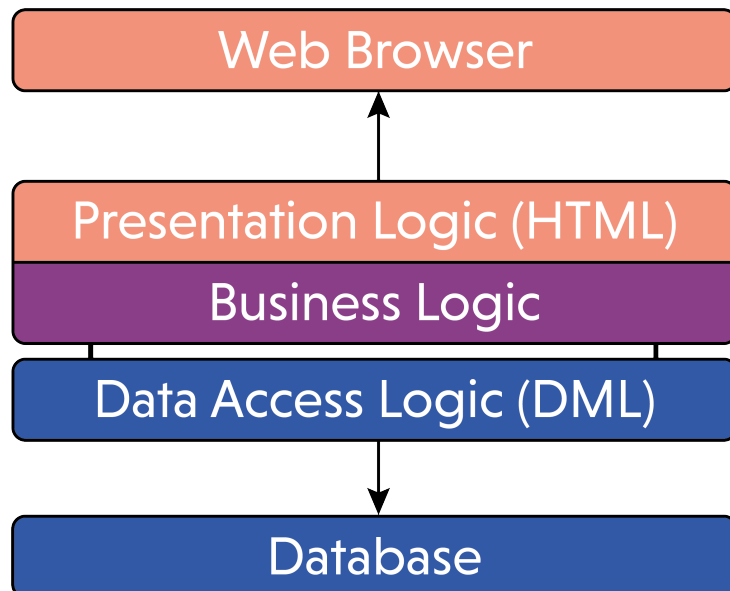 Web Browser
Presentation Logic (HTML)
Business Logic
Data Access Logic (DML)
Database